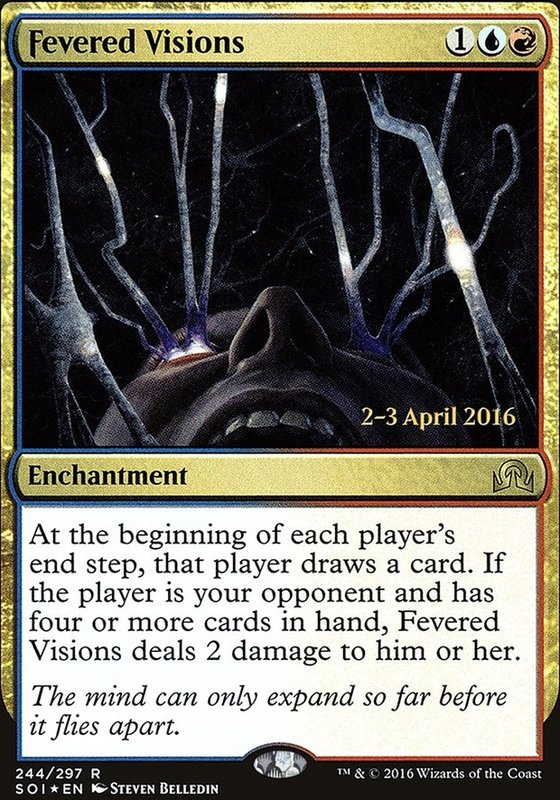 Fevered Visions 1
2–3 April 2016
Enchantment
At the beginning of each player's
end step, that player draws a card. If
the player is your opponent and has
four or more cards in hand, Fevered
Visions deals 2 damage to him or her.
The mind can only expand so far before
it flies apart.
244/297 R
SOI★EN Steven Belledin
™ & © 2016 Wizards of the Coast